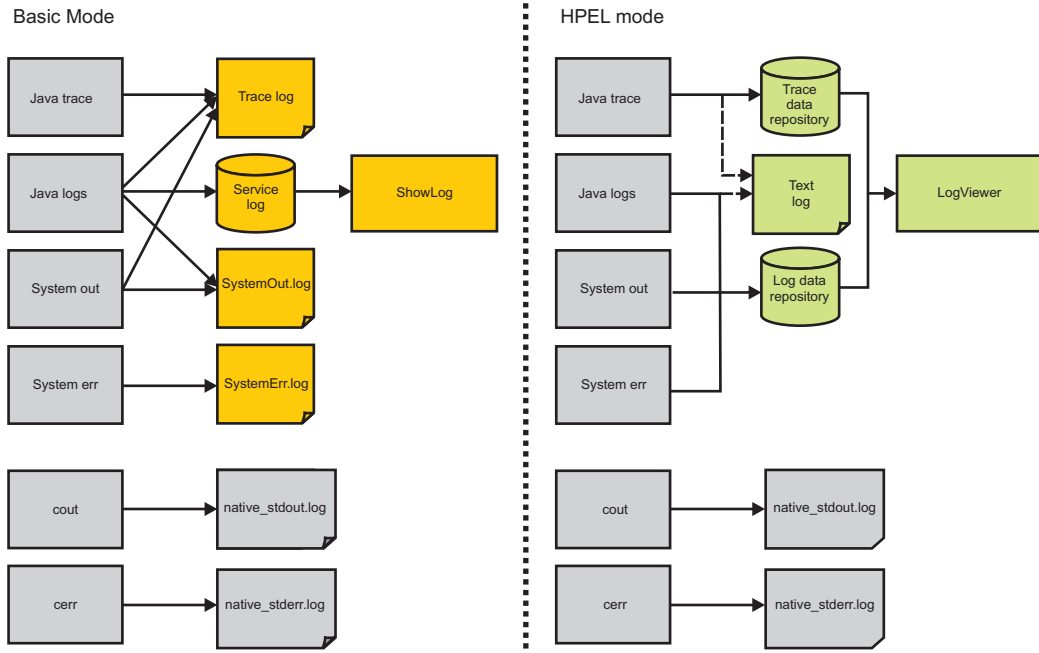 Basic Mode
Java trace
Trace log
Java logs
Service
log
ShowLog
System out
SystemOut.log
System err
SystemErr.log
cout
native_stdout.log
cerr
native_stderr.log
HPEL mode
Java trace
Trace
data
repository
Java logs
Text
log
LogViewer
System out
Log data
repository
System err
cout
native_stdout.log
cerr
native_stderr.log